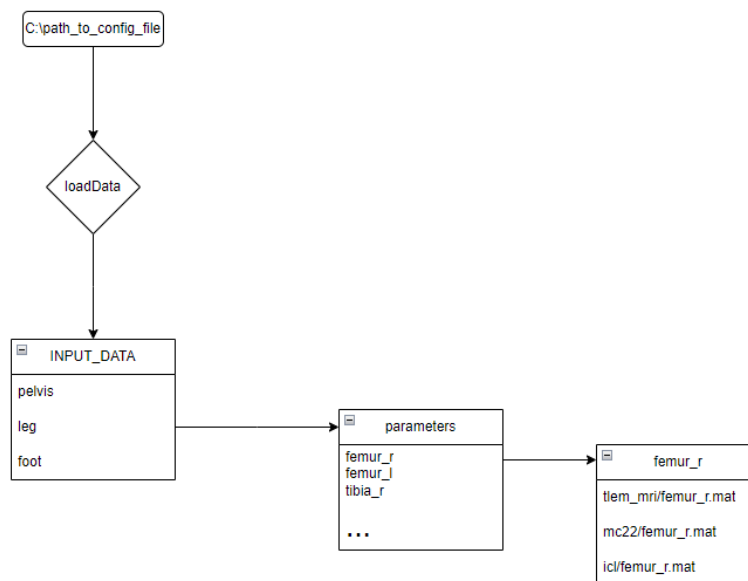 C:\path_to_config_file
loadData
INPUT_DATA
pelvis
leg
foot
parameters
femur_r
femur_l
tibia_r
...
femur_r
tlem_mri/femur_r.mat
mc22/femur_r.mat
icl/femur_r.mat